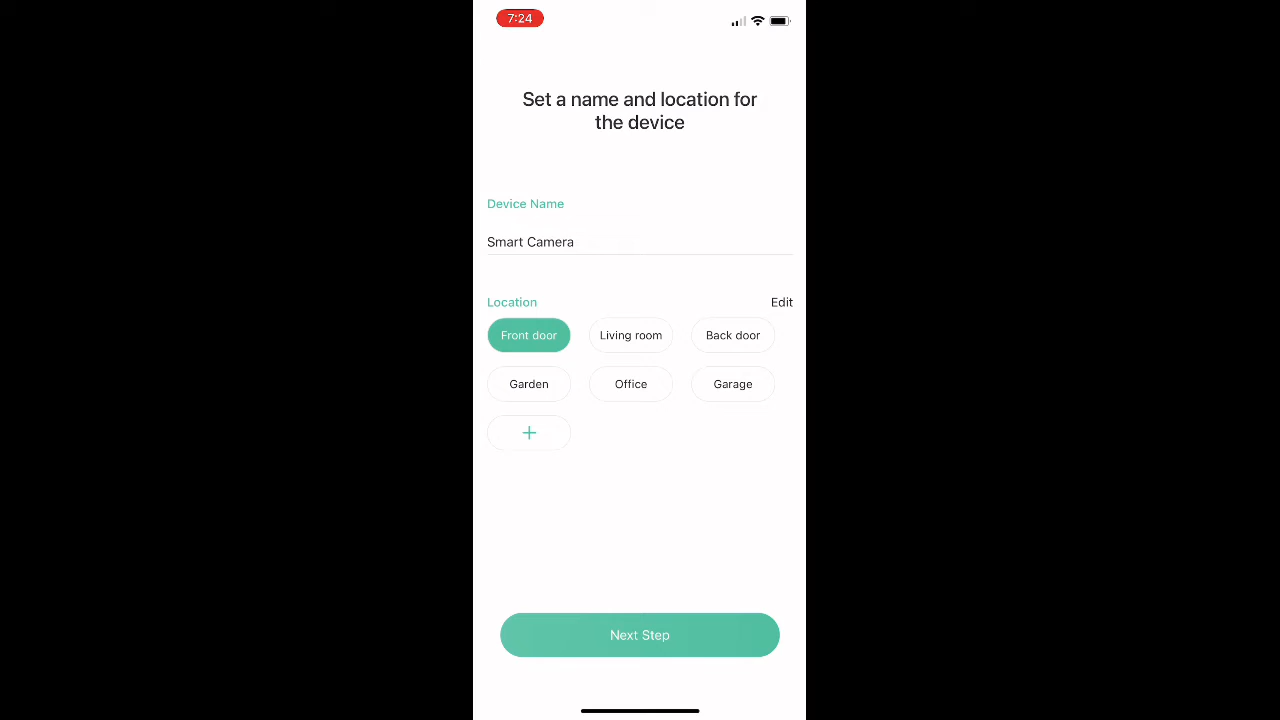 7:24
Set a name and location for
the device
Device Name
Smart Camera
Location Edit
Front door Living room Back door
Garden Office Garage
+
Next Step